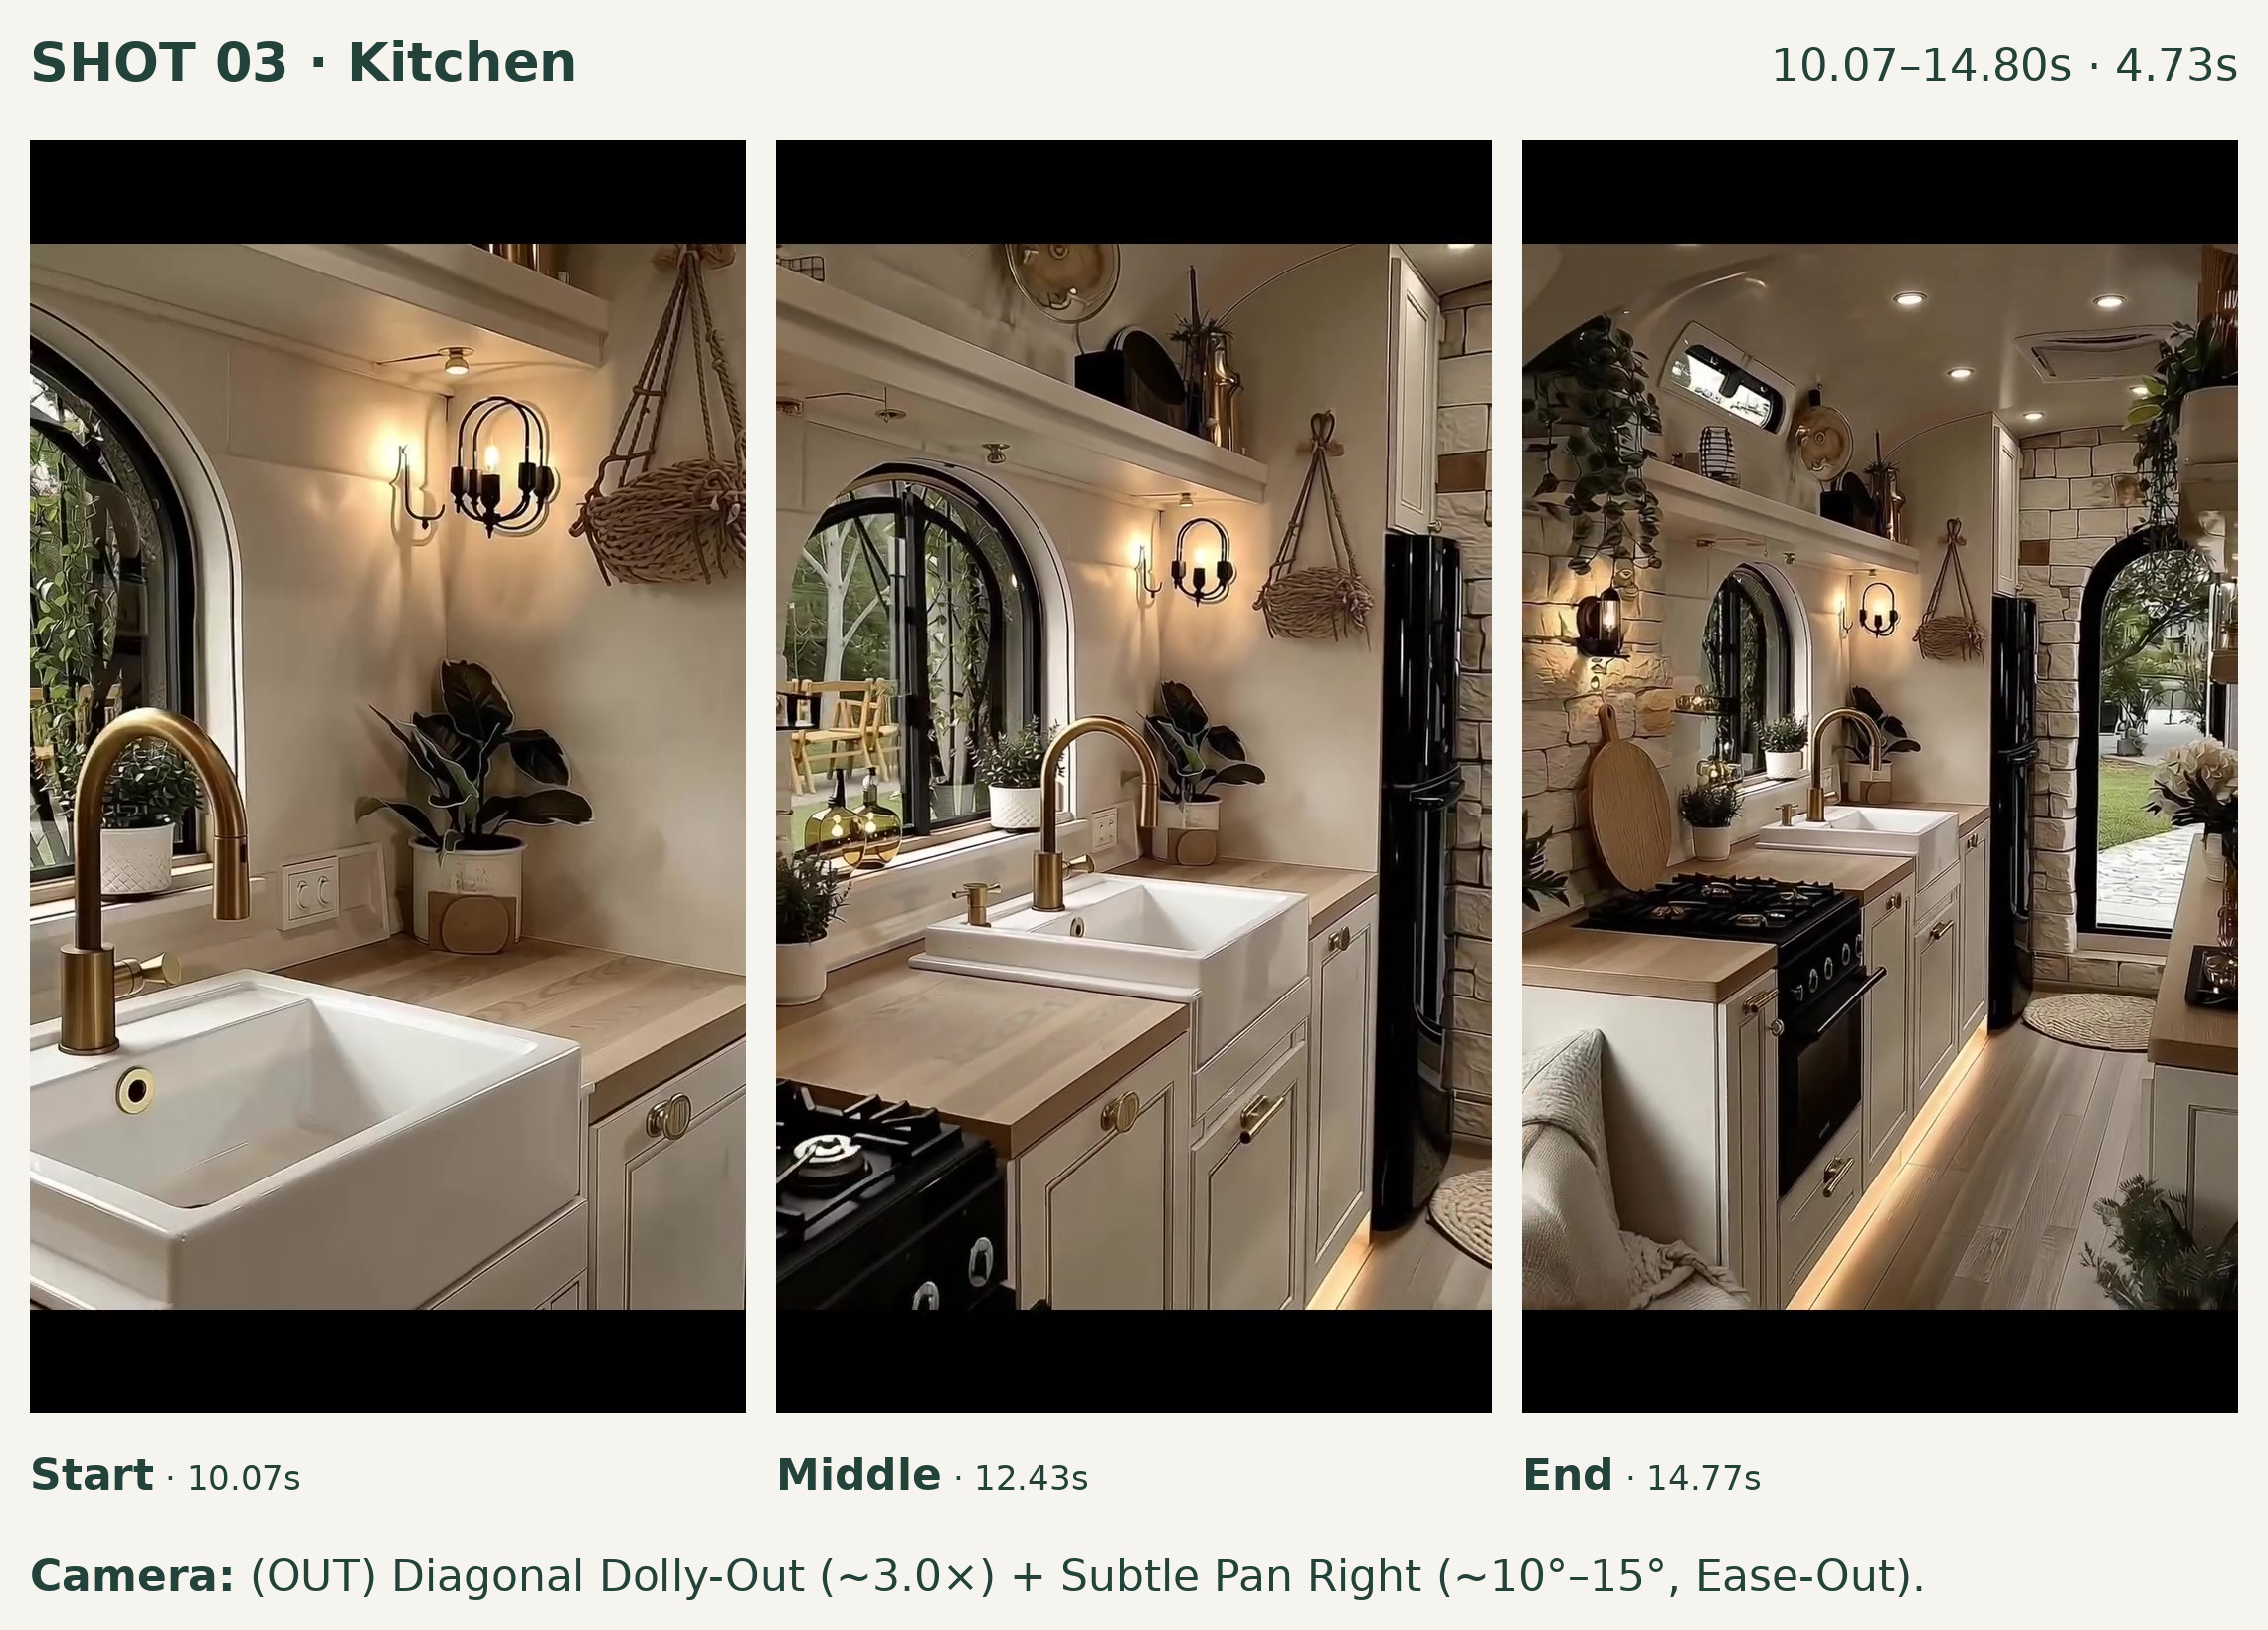 SHOT 03 · Kitchen
10.07–14.80s · 4.73s
Start · 10.07s
Middle · 12.43s
End · 14.77s
Camera: (OUT) Diagonal Dolly-Out (~3.0×) + Subtle Pan Right (~10°–15°, Ease-Out).